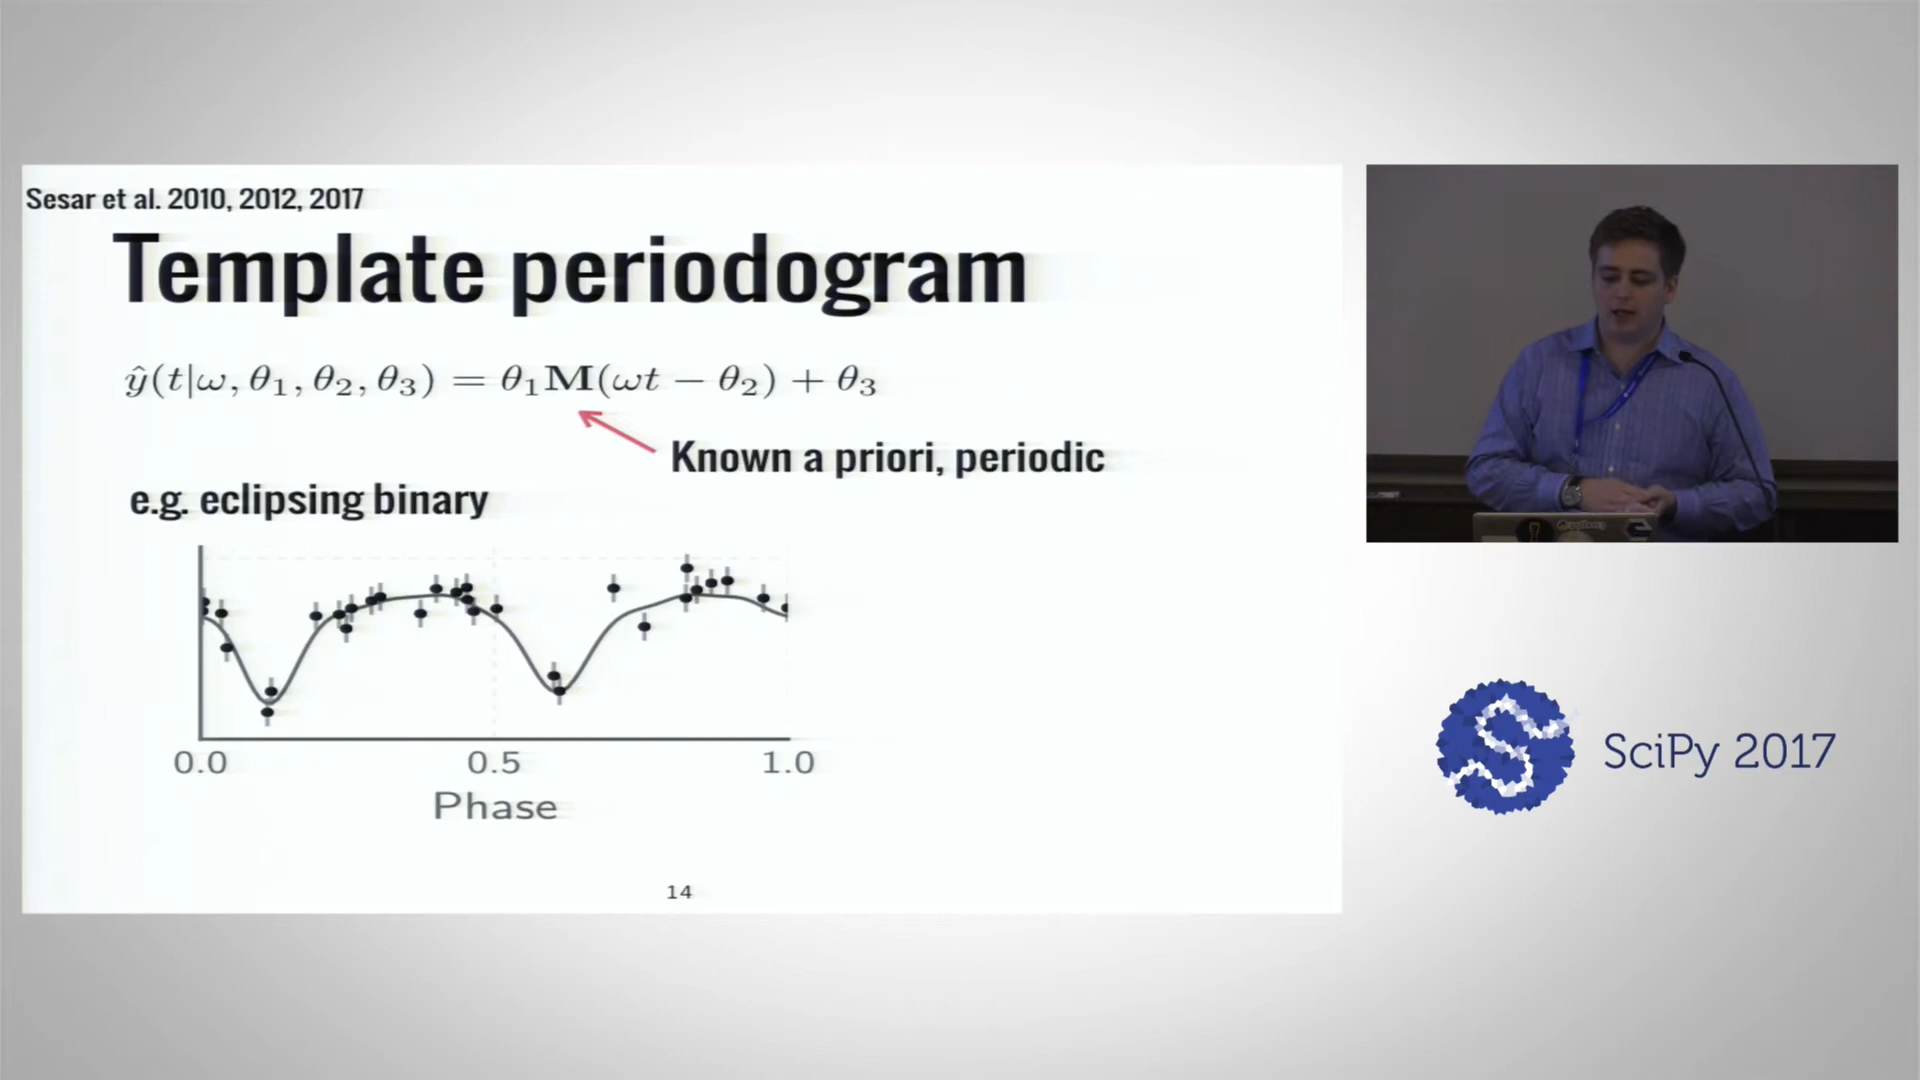 Sesar et al. 2010, 2012, 2017
Template periodogram
ŷ(t|ω, θ₁, θ₂, θ₃) = θ₁M(ωt − θ₂) + θ₃
Known a priori, periodic
e.g. eclipsing binary
0.0 0.5 1.0
Phase
14
SciPy 2017